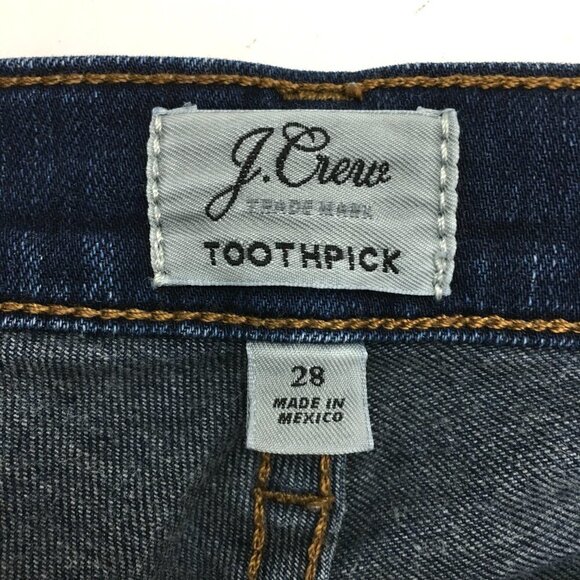 J.Crew
TRADE MARK
TOOTHPICK
28
MADE IN
MEXICO